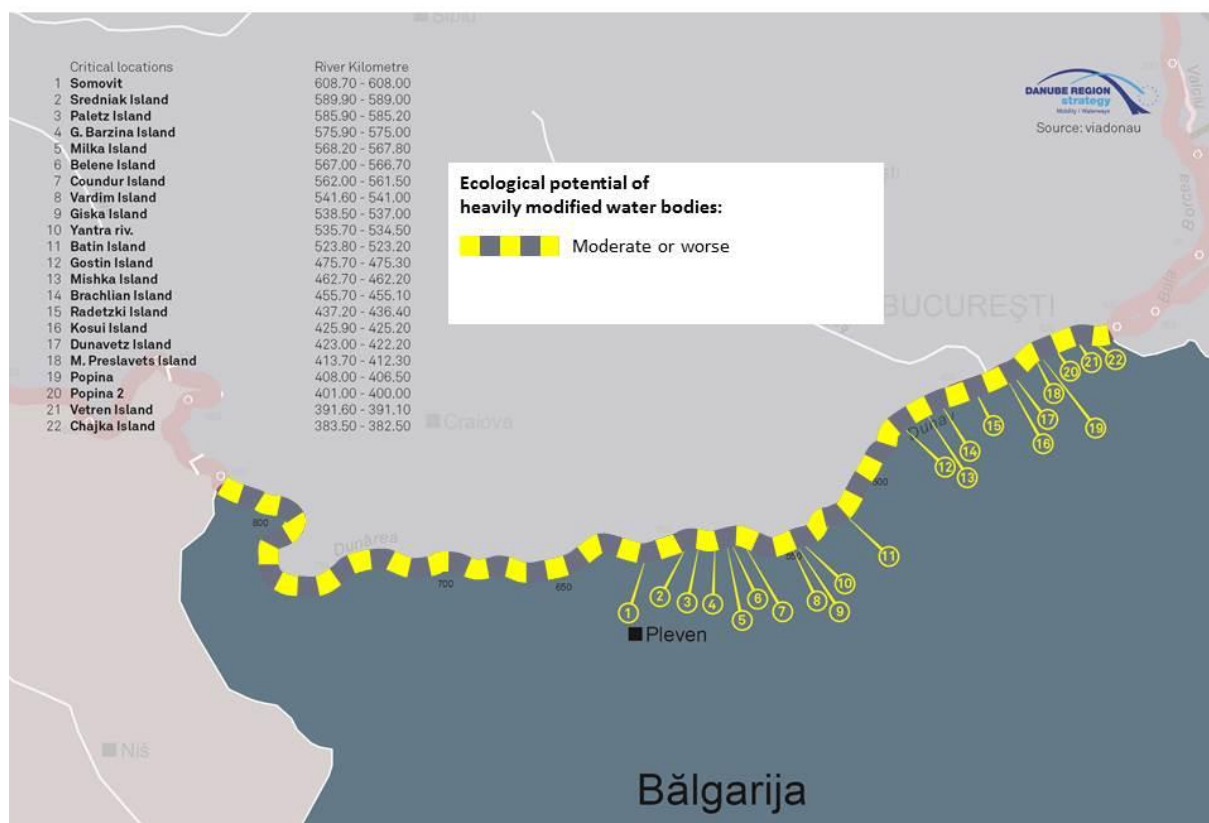 Critical locations River Kilometre
1 Somovit 608.70 - 608.00
2 Sredniak Island 589.90 - 589.00
3 Paletz Island 585.90 - 585.20
4 G. Barzina Island 575.90 - 575.00
5 Milka Island 568.20 - 567.80
6 Belene Island 567.00 - 566.70
7 Coundur Island 562.00 - 561.50
8 Vardim Island 541.60 - 541.00
9 Giska Island 538.50 - 537.00
10 Yantra riv. 535.70 - 534.50
11 Batin Island 523.80 - 523.20
12 Gostin Island 475.70 - 475.30
13 Mishka Island 462.70 - 462.20
14 Brachlian Island 455.70 - 455.10
15 Radetzki Island 437.20 - 436.40
16 Kosui Island 425.90 - 425.20
17 Dunavetz Island 423.00 - 422.20
18 M. Preslavets Island 413.70 - 412.30
19 Popina 408.00 - 406.50
20 Popina 2 401.00 - 400.00
21 Vetren Island 391.60 - 391.10
22 Chajka Island 383.50 - 382.50
DANUBE REGION
strategy
Mobility | Waterways
Source: viadonau
Ecological potential of
heavily modified water bodies:
Moderate or worse
Valciu
Borcea
Bala
BUCUREŞTI
Craiova
Dunărea
Dunav
800
700
650
500
20
21
22
18
19
17
16
15
14
13
12
11
10
9
8
7
6
5
4
3
2
1
Pleven
Niš
Bălgarija